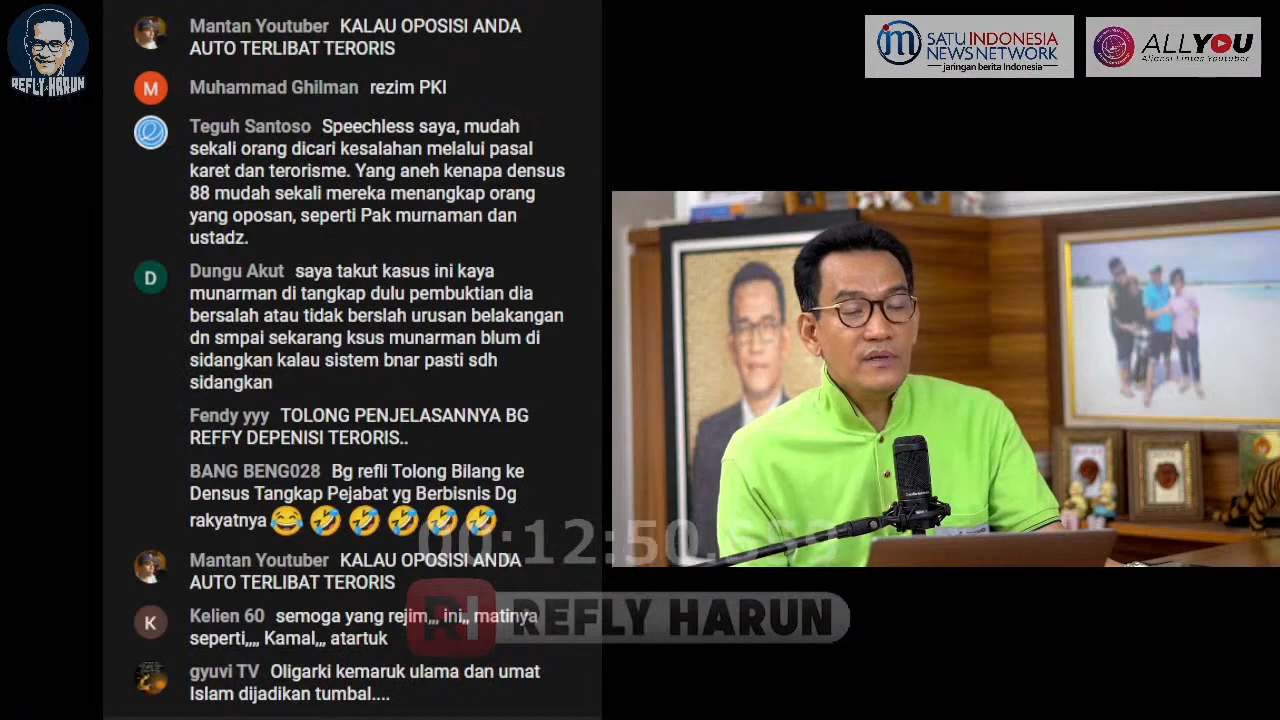 REFLY HARUN
Mantan Youtuber KALAU OPOSISI ANDA
AUTO TERLIBAT TERORIS
M
Muhammad Ghilman rezim PKI
Teguh Santoso Speechless saya, mudah
sekali orang dicari kesalahan melalui pasal
karet dan terorisme. Yang aneh kenapa densus
88 mudah sekali mereka menangkap orang
yang oposan, seperti Pak murnaman dan
ustadz.
D
Dungu Akut saya takut kasus ini kaya
munarman di tangkap dulu pembuktian dia
bersalah atau tidak berslah urusan belakangan
dn smpai sekarang ksus munarman blum di
sidangkan kalau sistem bnar pasti sdh
sidangkan
Fendy yyy TOLONG PENJELASANNYA BG
REFFY DEPENISI TERORIS..
BANG BENG028 Bg refli Tolong Bilang ke
Densus Tangkap Pejabat yg Berbisnis Dg
rakyatnya 😂 🤣 🤣 🤣 🤣 🤣
Mantan Youtuber KALAU OPOSISI ANDA
AUTO TERLIBAT TERORIS
K
Kelien 60 semoga yang rejim,,, ini,, matinya
seperti,,,, Kamal,,, atartuk
gyuvi TV Oligarki kemaruk ulama dan umat
Islam dijadikan tumbal....
SATU INDONESIA
NEWS NETWORK
jaringan berita Indonesia
ALLYOU
Aliansi Lintas Youtuber
REFLY HARUN